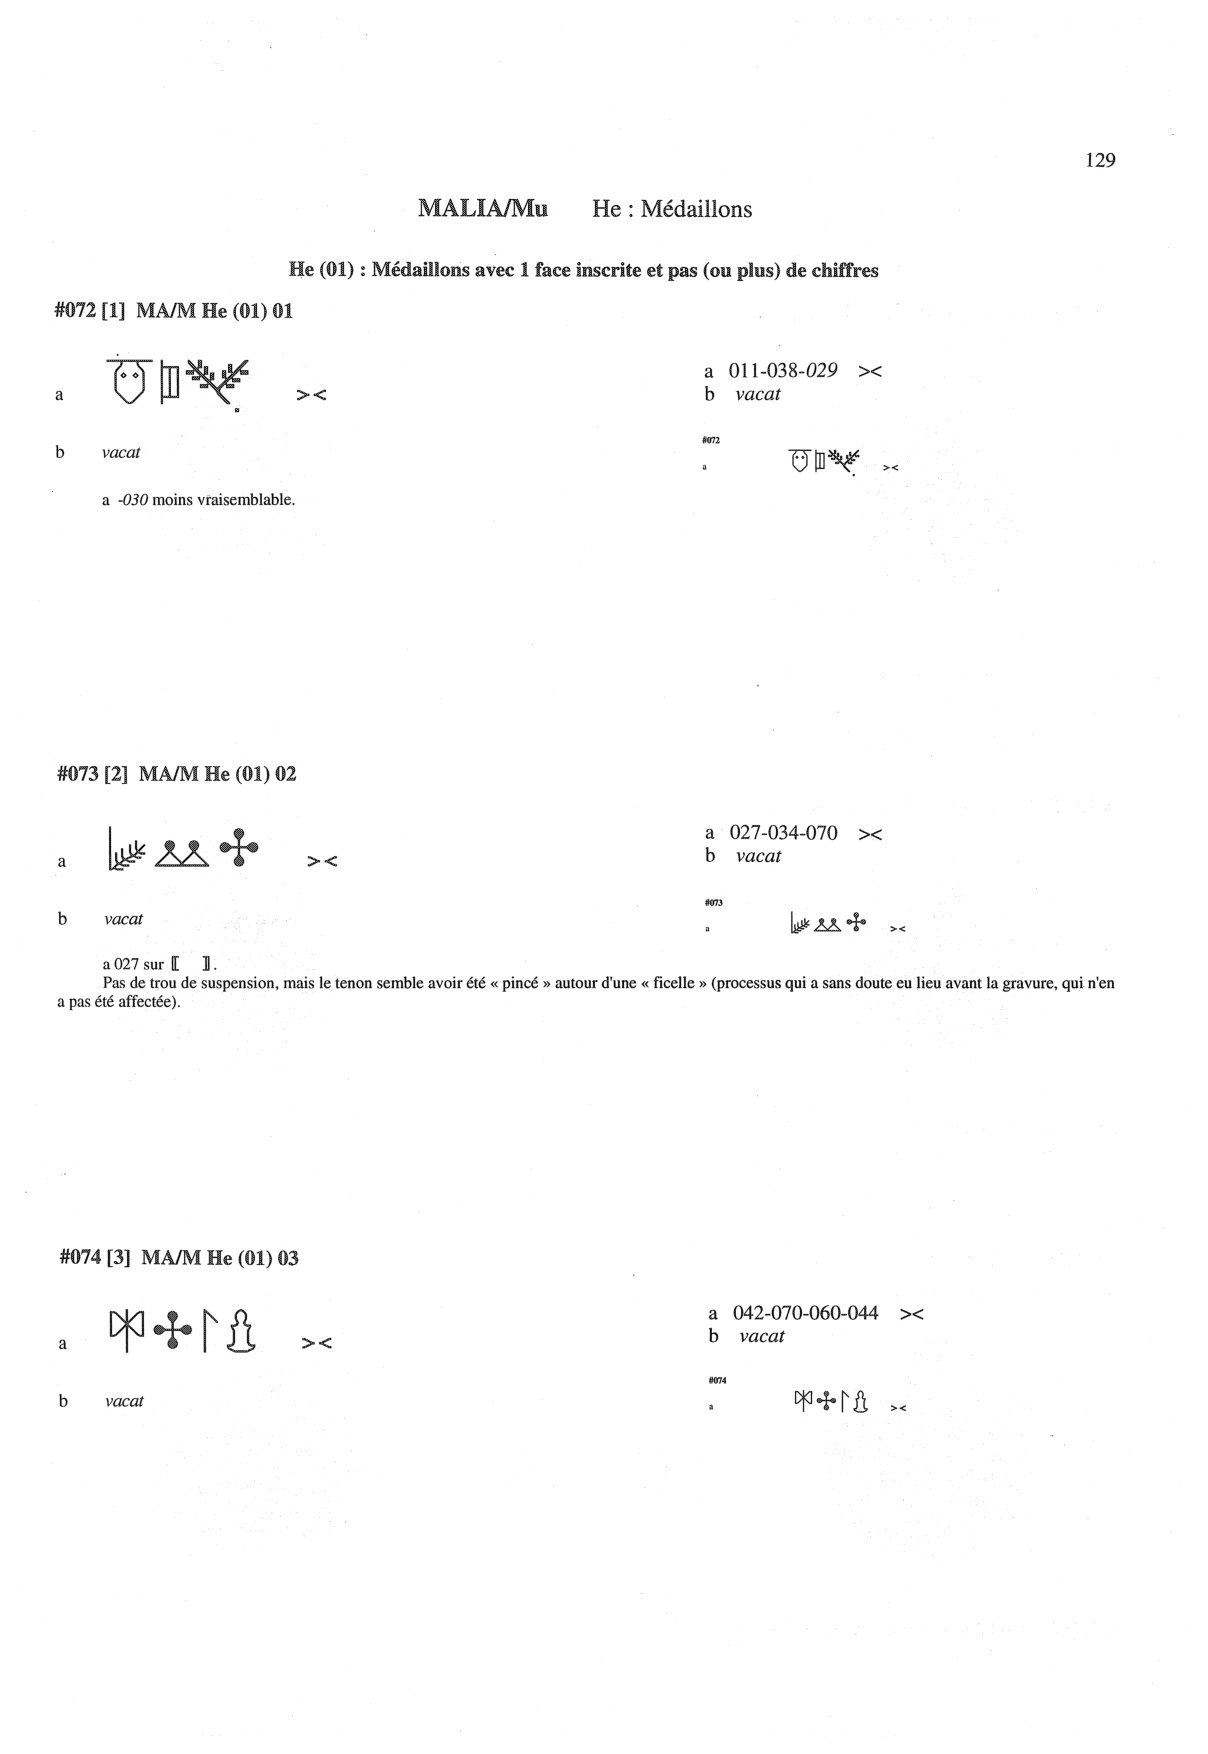 129
MALIA/Mu He : Médaillons
He (01) : Médaillons avec 1 face inscrite et pas (ou plus) de chiffres
#072 [1] MA/M He (01) 01
a ><
b vacat
a -030 moins vraisemblable.
a 011-038-029 ><
b vacat
#072
a ><
#073 [2] MA/M He (01) 02
a ><
b vacat
a 027-034-070 ><
b vacat
#073
a ><
a 027 sur ⟦ ⟧.
Pas de trou de suspension, mais le tenon semble avoir été « pincé » autour d'une « ficelle » (processus qui a sans doute eu lieu avant la gravure, qui n'en
a pas été affectée).
#074 [3] MA/M He (01) 03
a ><
b vacat
a 042-070-060-044 ><
b vacat
#074
a ><